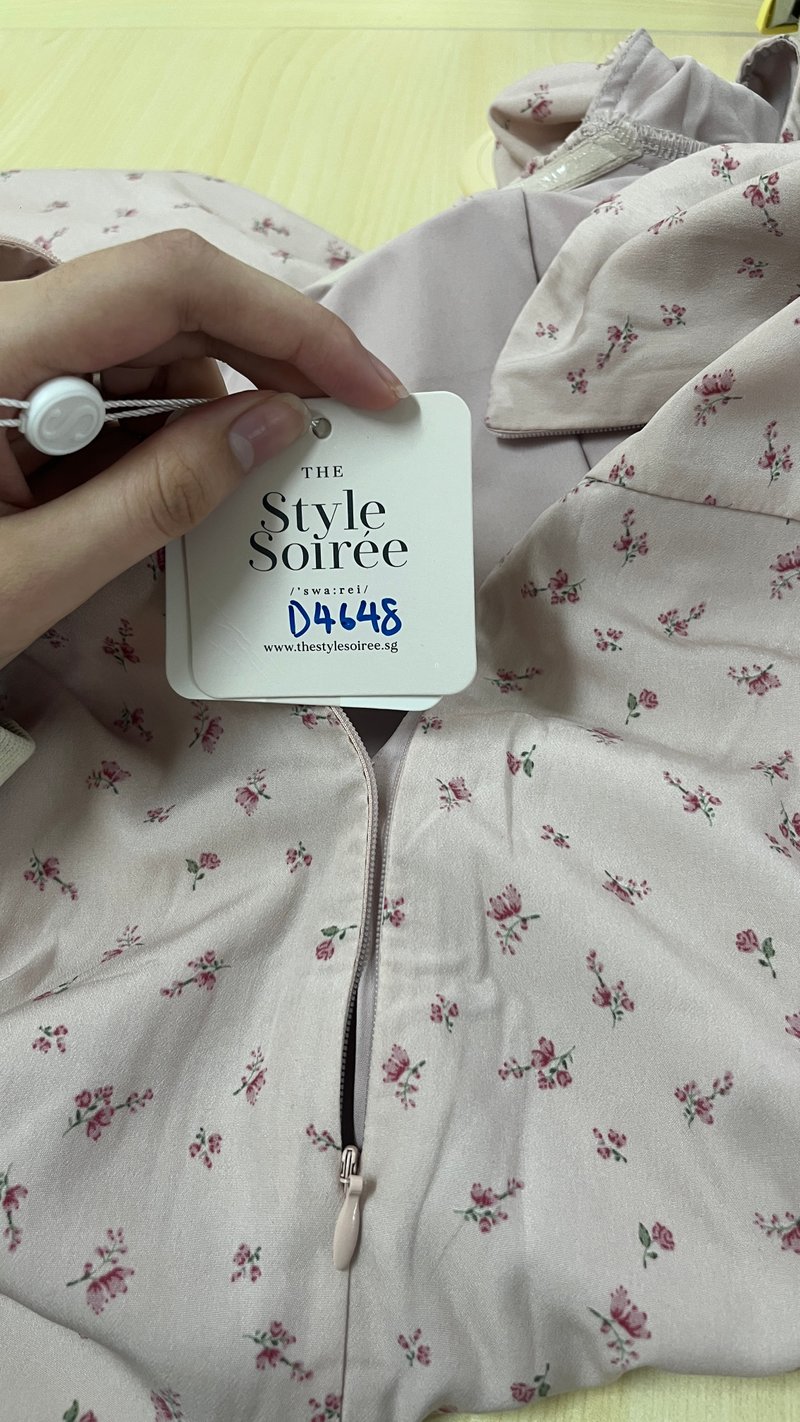 THE
Style
Soirée
/'swa:rei/
D4648
www.thestylesoiree.sg